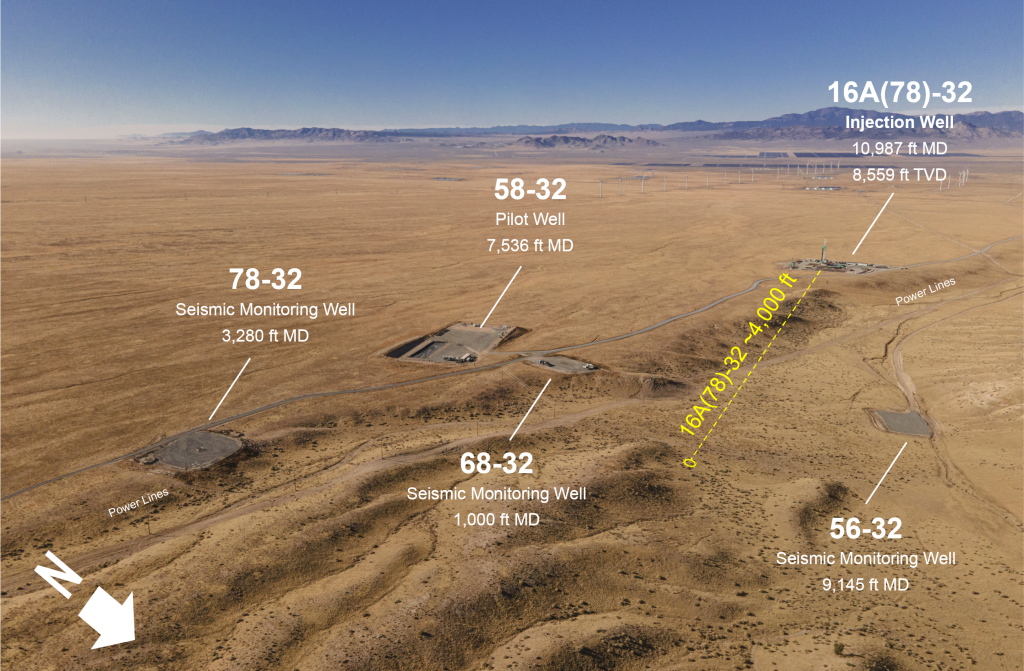 16A(78)-32
Injection Well
10,987 ft MD
8,559 ft TVD
58-32
Pilot Well
7,536 ft MD
78-32
Seismic Monitoring Well
3,280 ft MD
Power Lines
16A(78)-32 ~4,000 ft
68-32
Seismic Monitoring Well
1,000 ft MD
Power Lines
56-32
Seismic Monitoring Well
9,145 ft MD
N